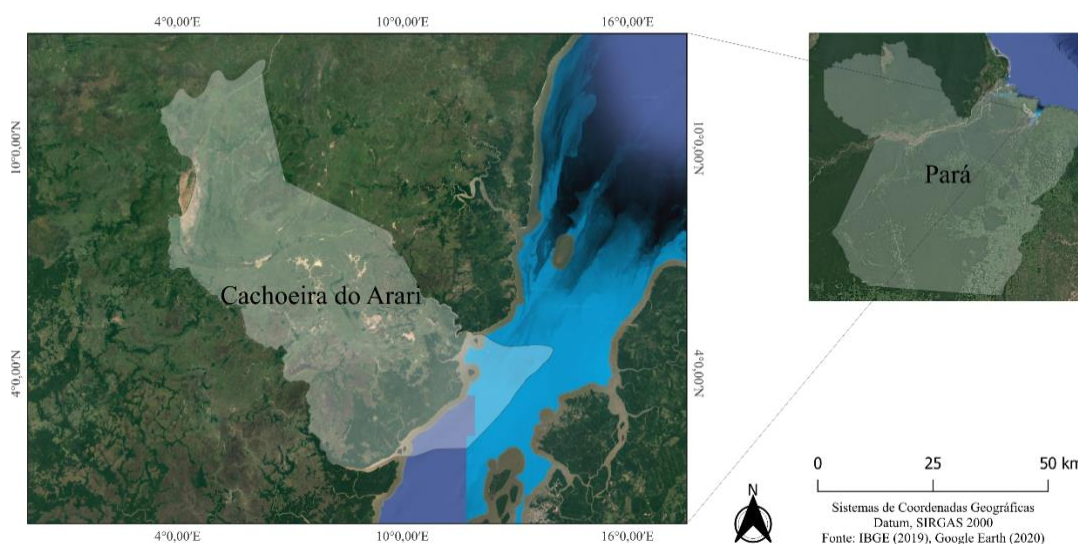 4°0,00'E 10°0,00'E 16°0,00'E
10°0,00'N
4°0,00'N
Cachoeira do Arari
10°0,00'N
4°0,00'N
4°0,00'E 10°0,00'E 16°0,00'E
Pará
N
0 25 50 km
Sistemas de Coordenadas Geográficas
Datum, SIRGAS 2000
Fonte: IBGE (2019), Google Earth (2020)